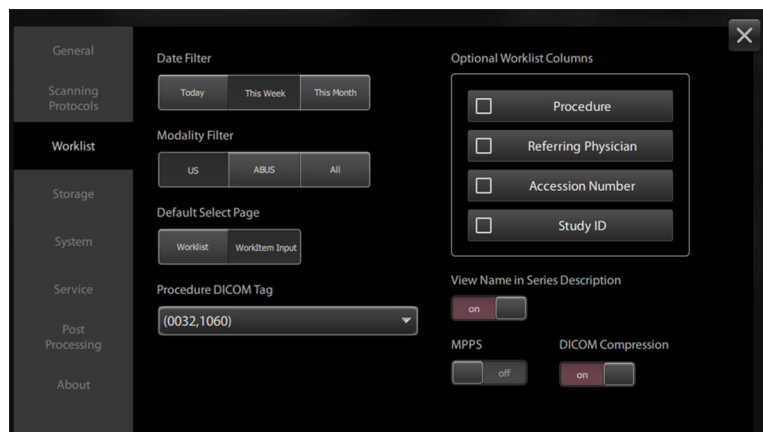 General
Scanning
Protocols
Worklist
Storage
System
Service
Post
Processing
About
Date Filter
Today This Week This Month
Modality Filter
US ABUS All
Default Select Page
Worklist WorkItem Input
Procedure DICOM Tag
(0032,1060)
Optional Worklist Columns
Procedure
Referring Physician
Accession Number
Study ID
View Name in Series Description
on
MPPS DICOM Compression
off on